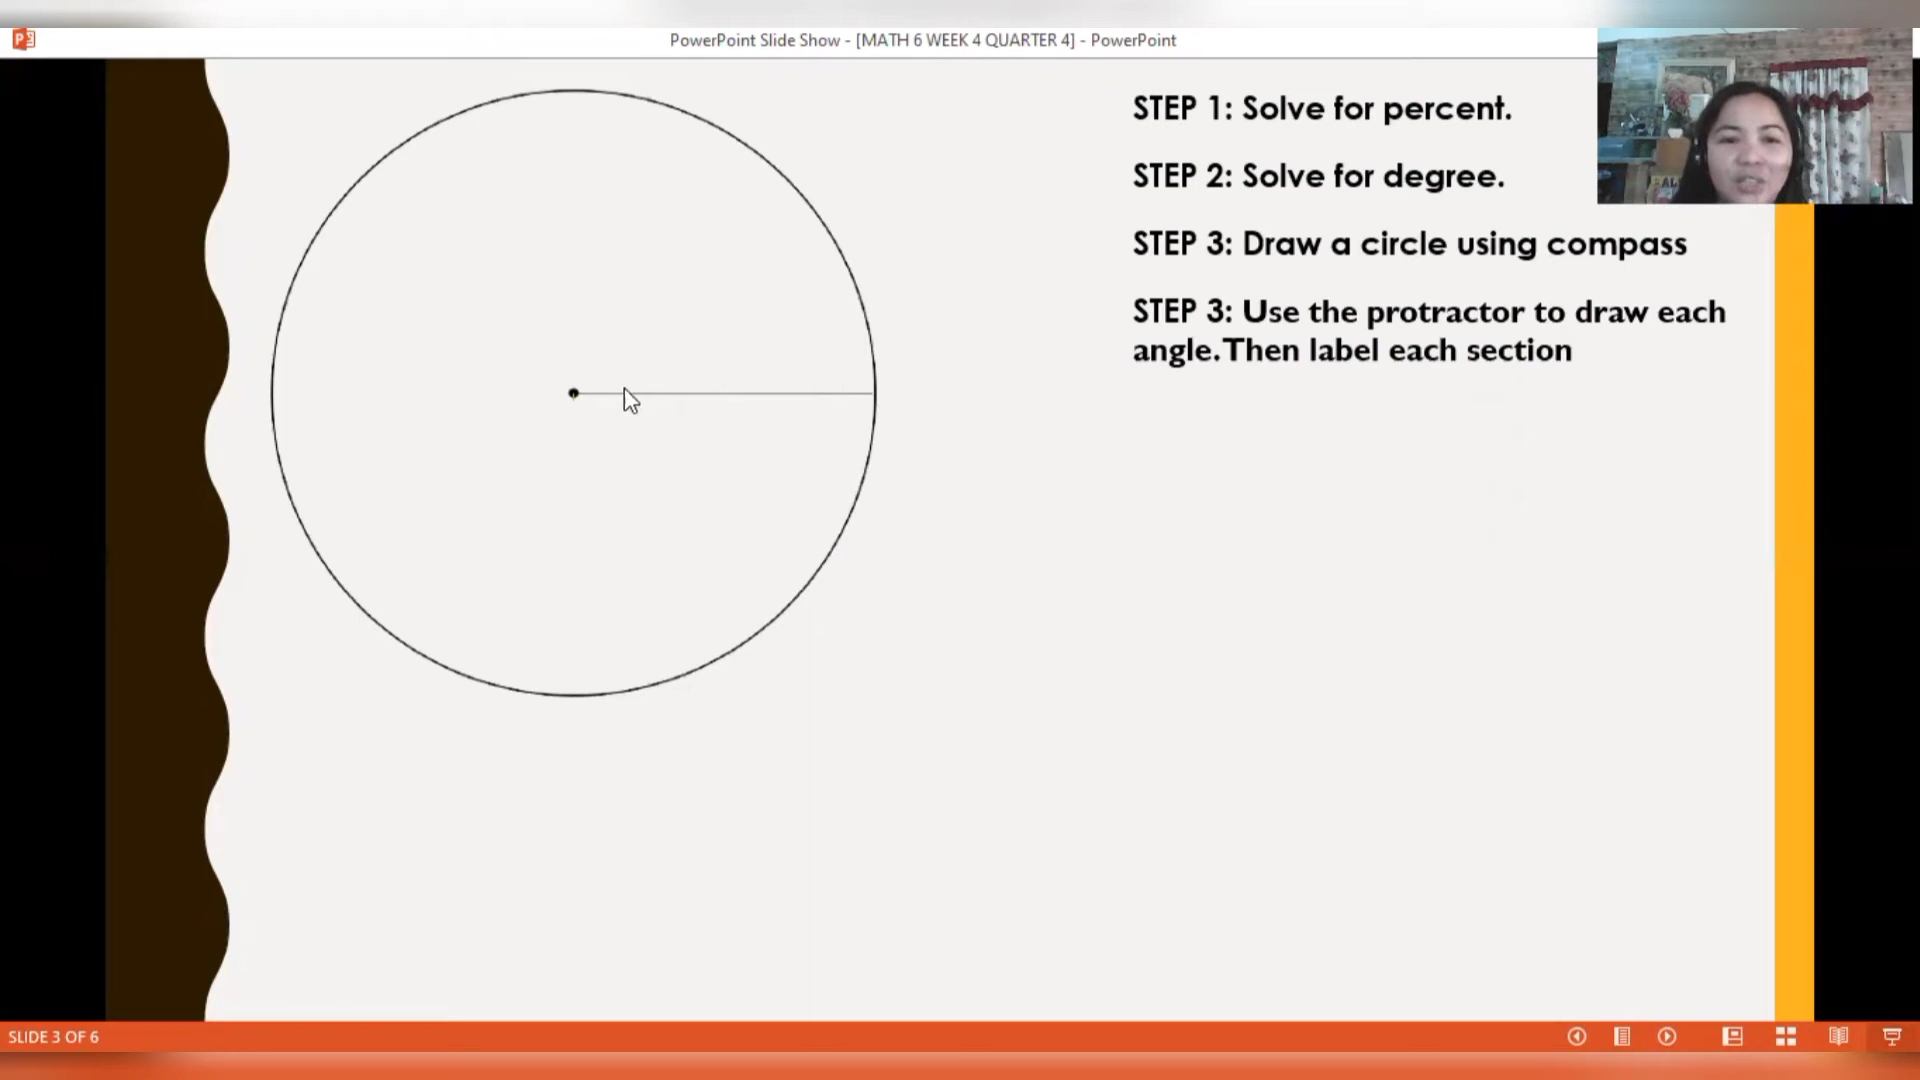 PowerPoint Slide Show - [MATH 6 WEEK 4 QUARTER 4] - PowerPoint
STEP 1: Solve for percent.
STEP 2: Solve for degree.
STEP 3: Draw a circle using compass
STEP 3: Use the protractor to draw each
angle.Then label each section
SLIDE 3 OF 6